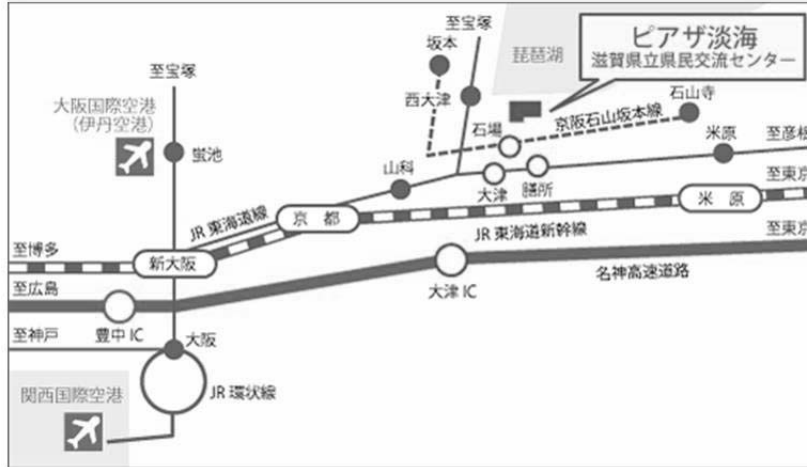 至宝塚
坂本
琵琶湖
ピアザ淡海
滋賀県立県民交流センター
至宝塚
大阪国際空港
(伊丹空港)
西大津
石山寺
京阪石山坂本線
石場
蛍池
山科
大津
膳所
米原
至彦根
至東京
JR 東海道線
京 都
米 原
至博多
新大阪
JR 東海道新幹線
至東京
至広島
豊中 IC
大津 IC
名神高速道路
至神戸
大阪
関西国際空港
JR 環状線